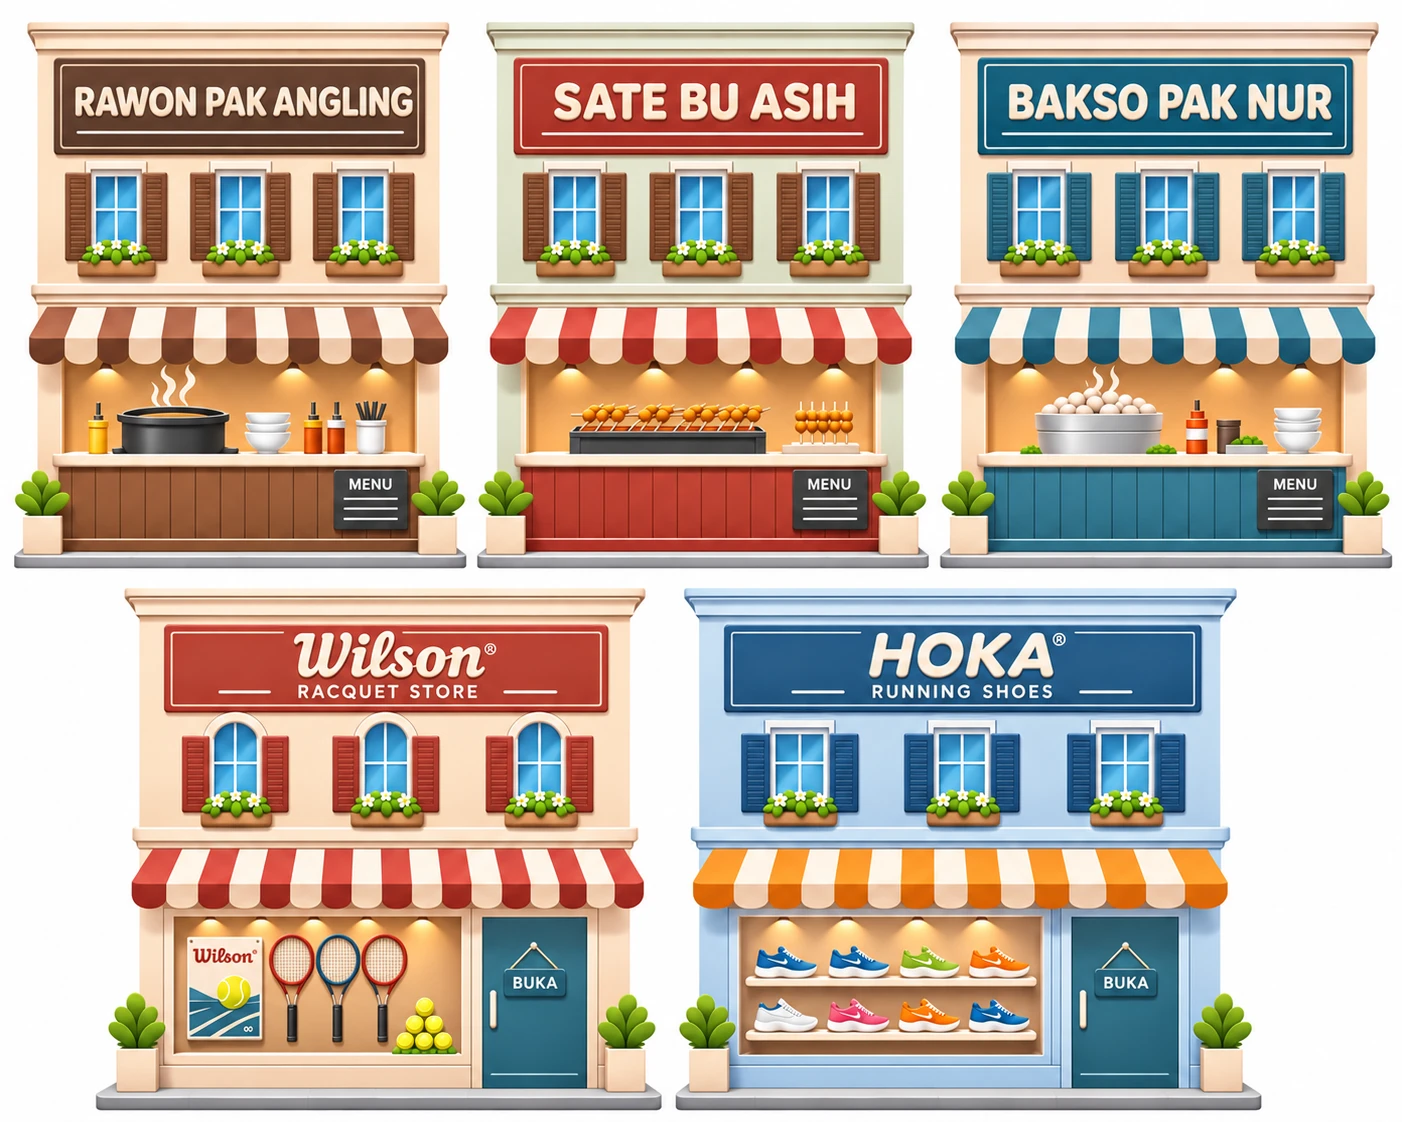 RAWON PAK ANGLING
SATE BU ASIH
BAKSO PAK NUR
MENU
MENU
MENU
Wilson®
RACQUET STORE
HOKA®
RUNNING SHOES
Wilson®
BUKA
BUKA